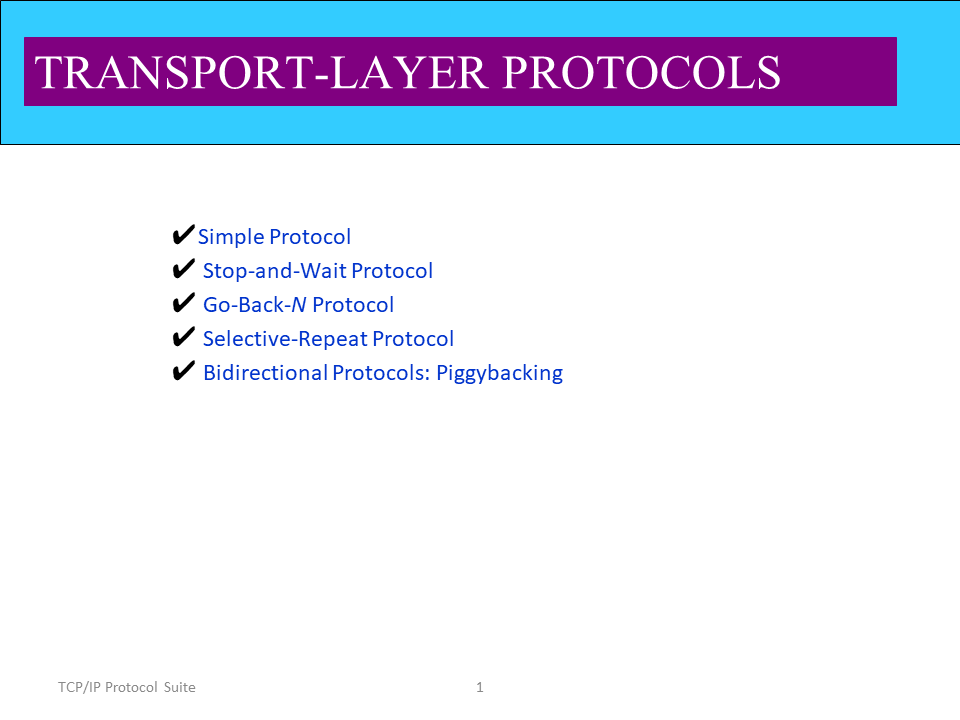 TRANSPORT-LAYER PROTOCOLS
✔Simple Protocol
✔ Stop-and-Wait Protocol
✔ Go-Back-N Protocol
✔ Selective-Repeat Protocol
✔ Bidirectional Protocols: Piggybacking
TCP/IP Protocol Suite 1